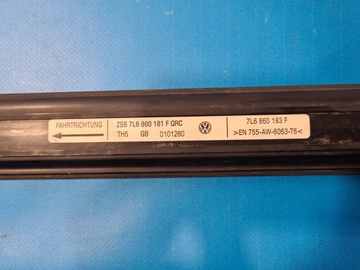 FAHRTRICHTUNG
ZSB 7L6 860 181 F QRC
TH5 GB 0101280
7L6 860 183 F
>EN 755-AW-6063-T6<